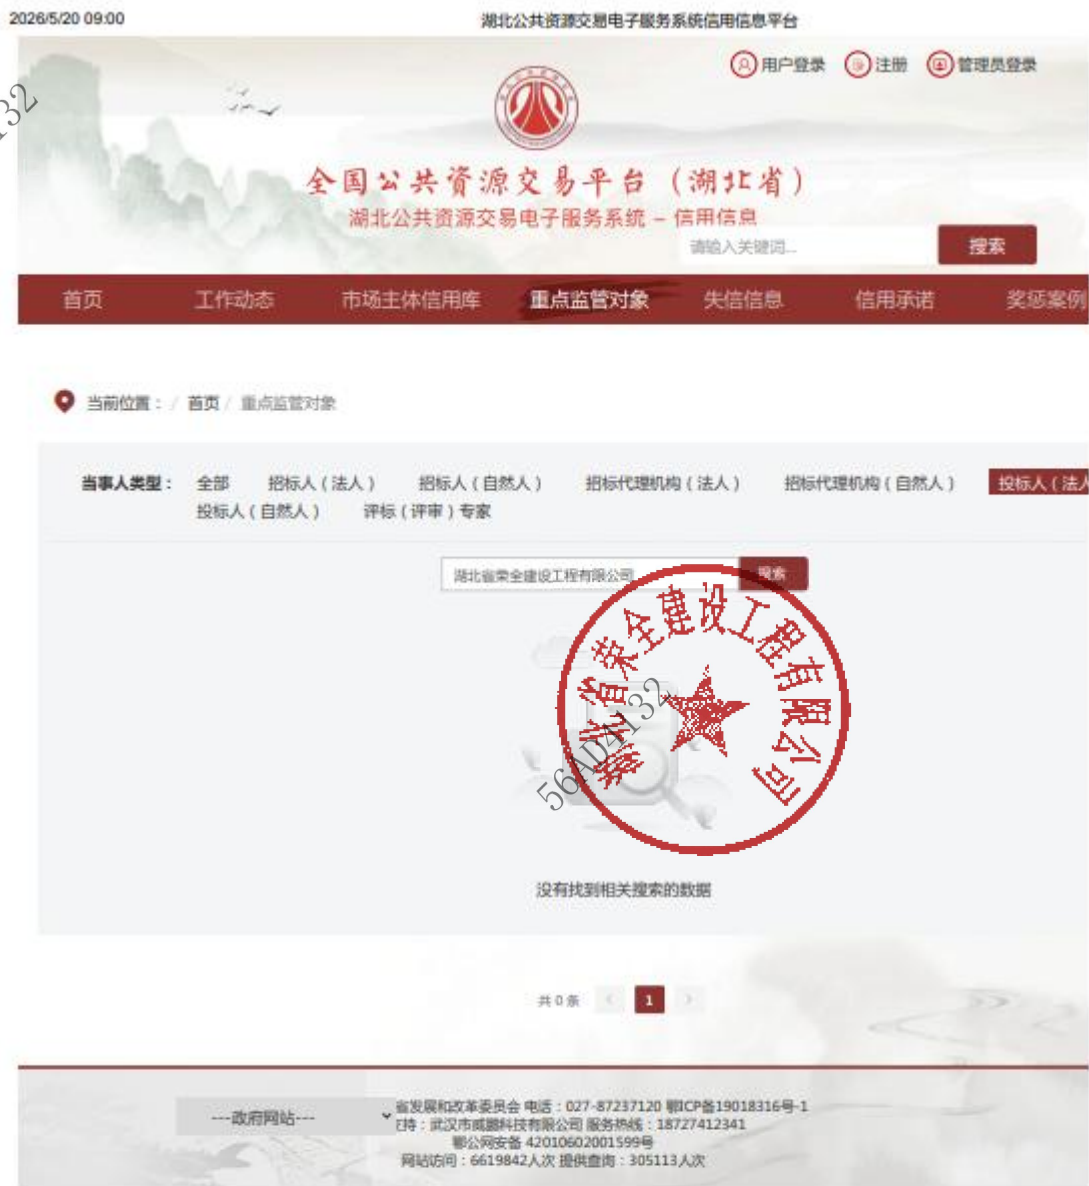 2026/5/20 09:00
湖北公共资源交易电子服务系统信用信息平台
用户登录 注册 管理员登录
全国公共资源交易平台（湖北省）
湖北公共资源交易电子服务系统 – 信用信息
请输入关键词...
搜索
首页 工作动态 市场主体信用库 重点监管对象 失信信息 信用承诺 奖惩案例
当前位置： / 首页 / 重点监管对象
当事人类型： 全部 招标人（法人） 招标人（自然人） 招标代理机构（法人） 招标代理机构（自然人） 投标人（法人
投标人（自然人） 评标（评审）专家
湖北省荣全建设工程有限公司
搜索
湖北省荣全建设工程有限公司
56AD4132
132
没有找到相关搜索的数据
共 0 条 1
---政府网站---
省发展和改革委员会 电话：027-87237120 鄂ICP备19018316号-1
支持：武汉市威鹏科技有限公司 服务热线：18727412341
鄂公网安备 42010602001599号
网站访问：6619842人次 提供查询：305113人次